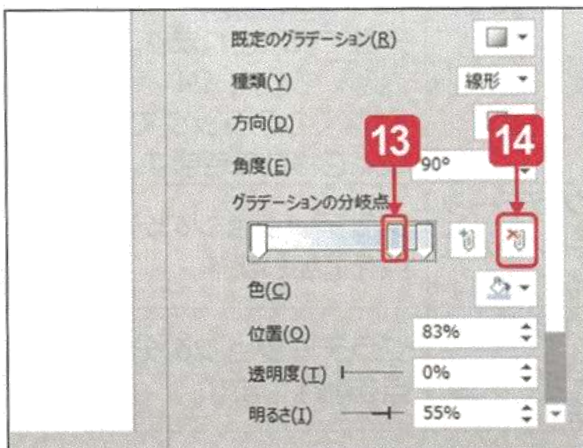 既定のグラデーション(R)
種類(Y) 線形
方向(D)
13 14
角度(E) 90°
グラデーションの分岐点
色(C)
位置(O) 83%
透明度(T) 0%
明るさ(I) 55%